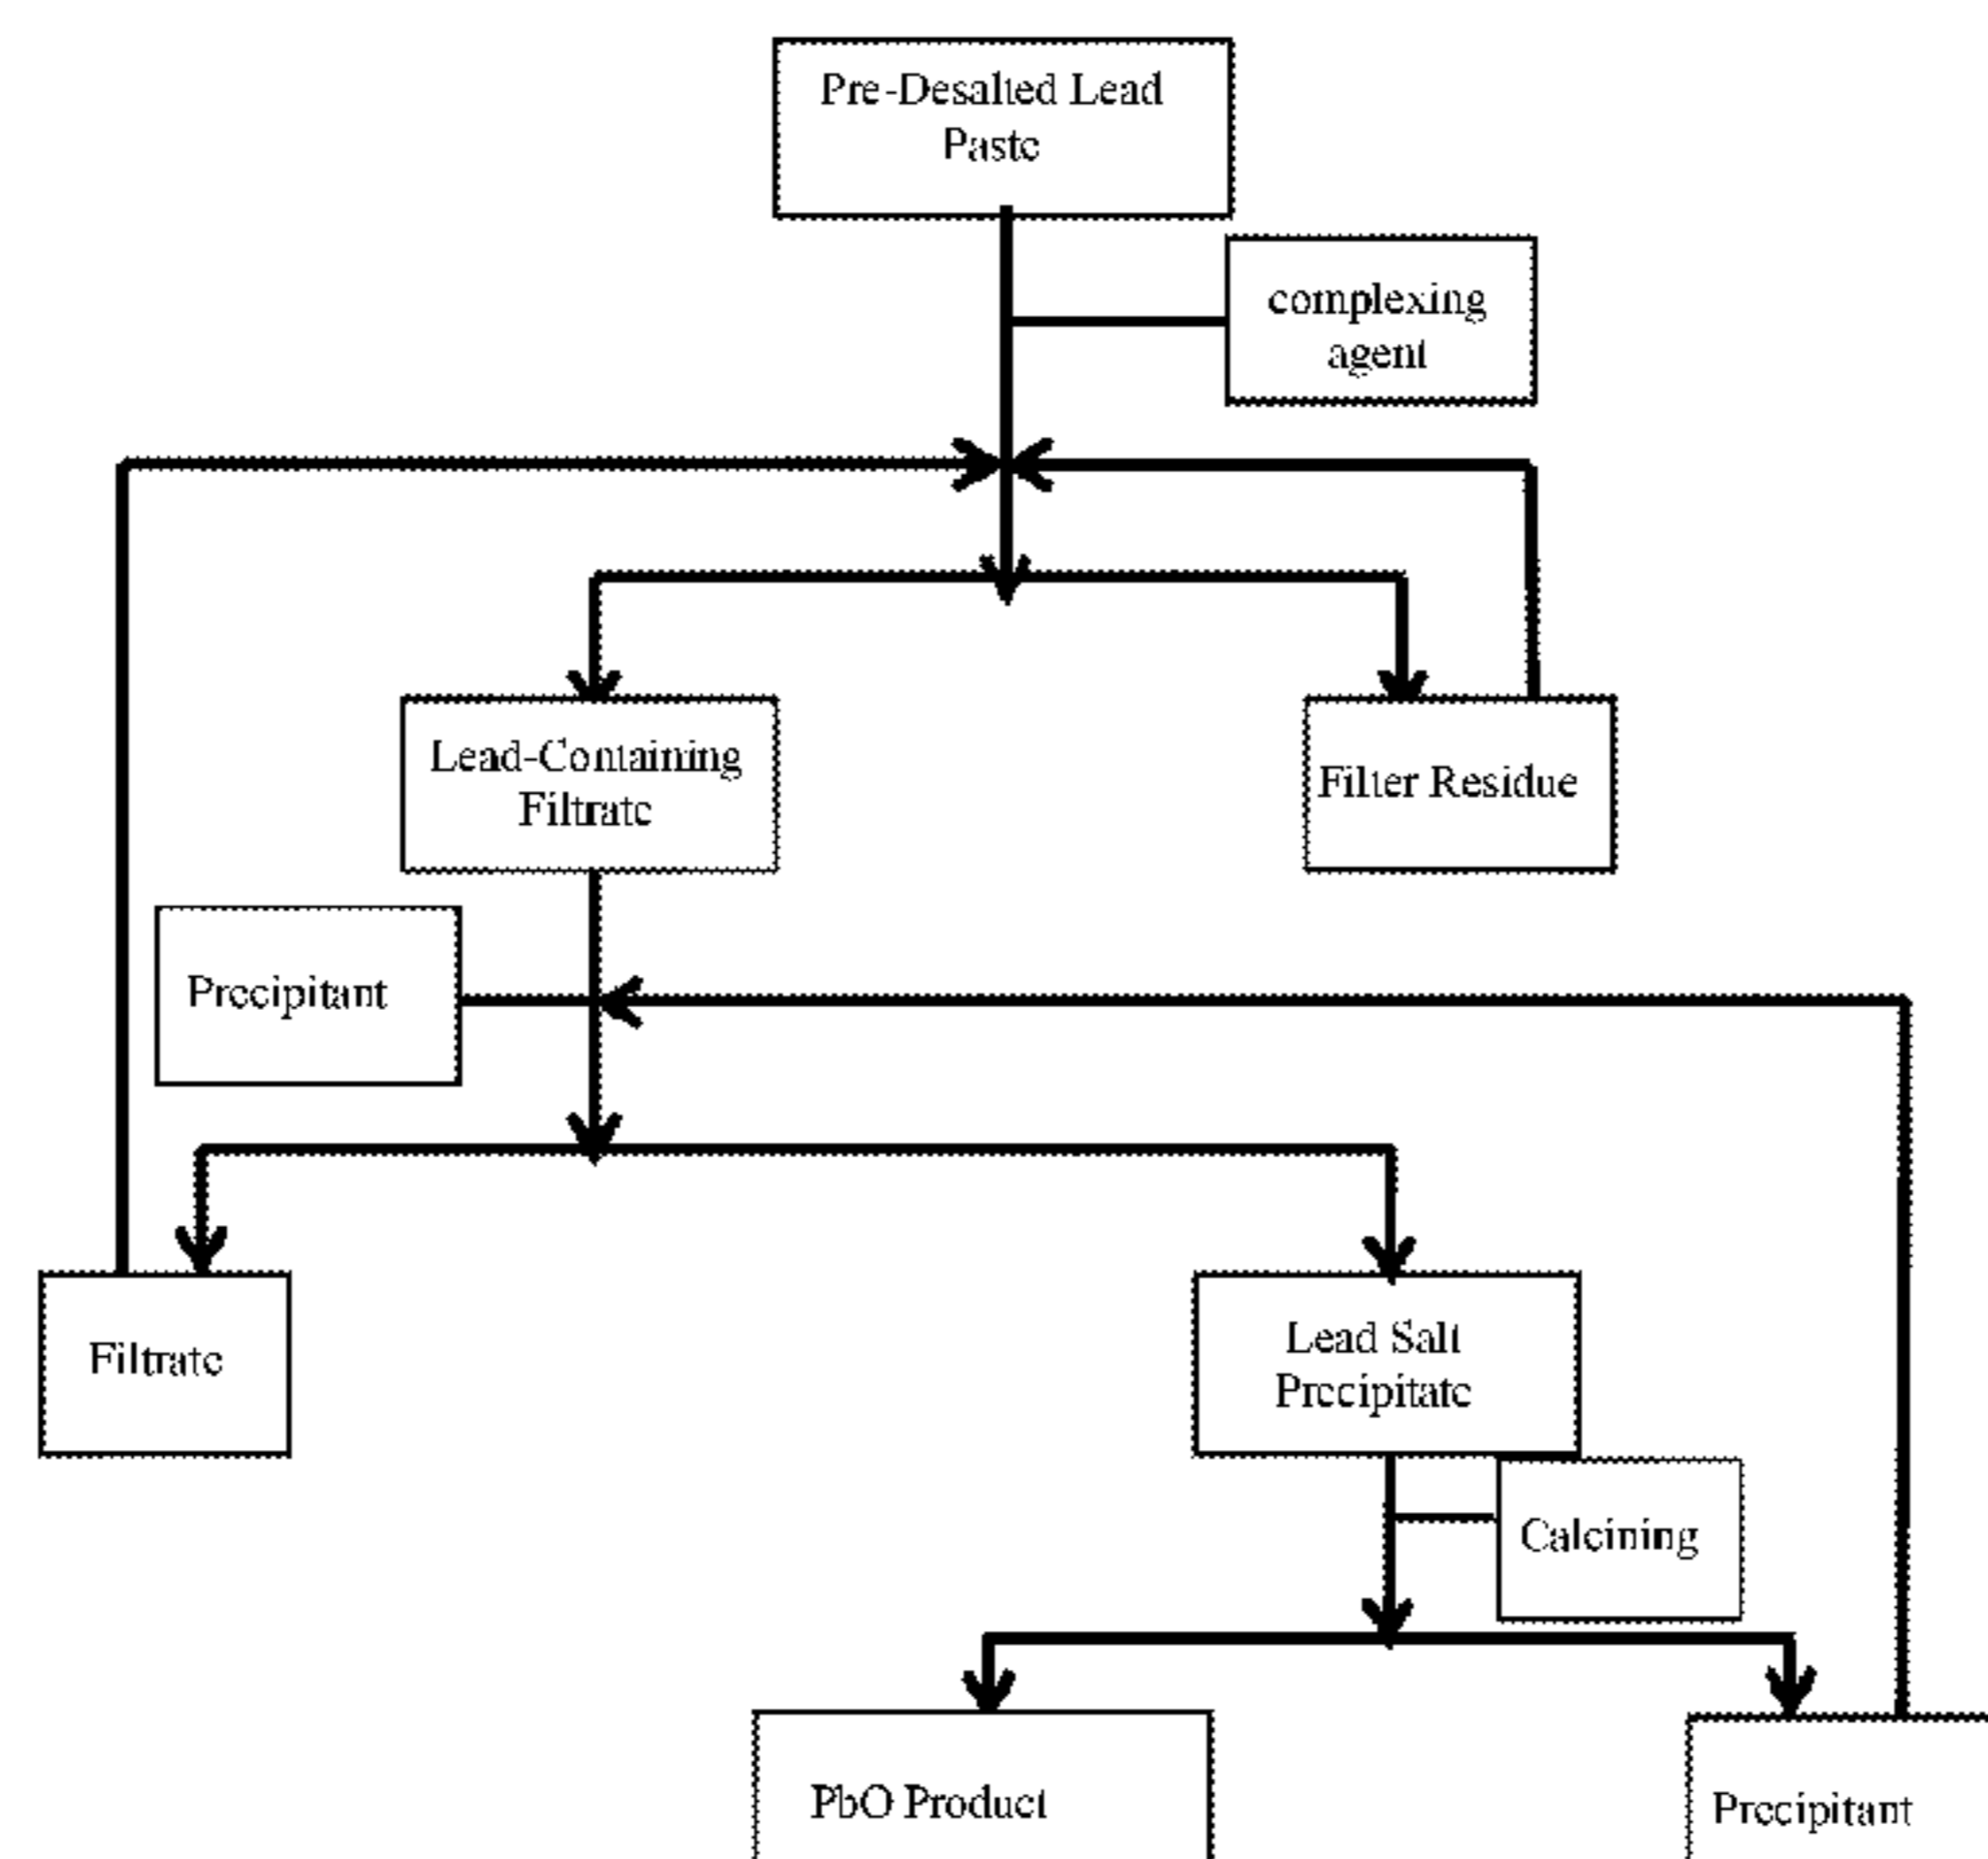 Pre-Desalted Lead
Paste
complexing
agent
Lead-Containing
Filtrate
Filter Residue
Precipitant
Filtrate
Lead Salt
Precipitate
Calcining
PbO Product
Precipitant